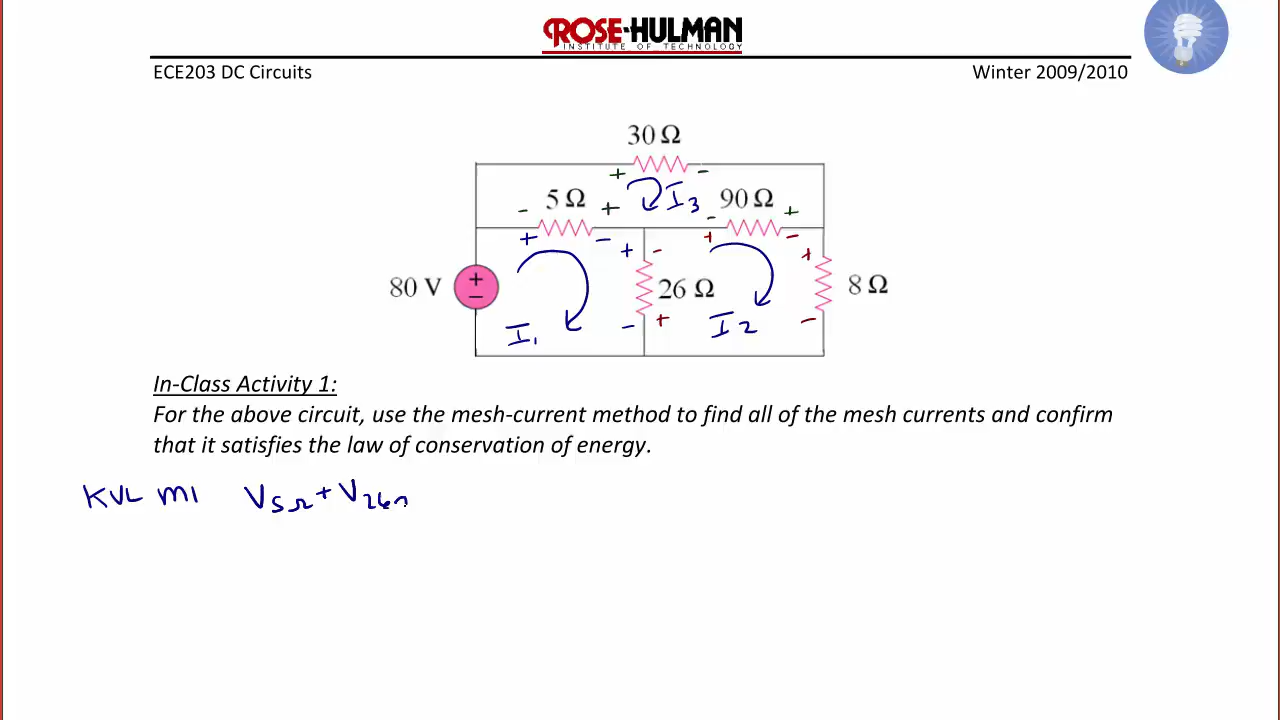 ROSE-HULMAN
INSTITUTE OF TECHNOLOGY
ECE203 DC Circuits Winter 2009/2010
30 Ω
+ -
I3
5 Ω 90 Ω
- + - +
+ - + - + -
+ - +
80 V + - 26 Ω 8 Ω
I1 - + I2 -
In-Class Activity 1:
For the above circuit, use the mesh-current method to find all of the mesh currents and confirm
that it satisfies the law of conservation of energy.
KVL M1 V5Ω + V26Ω